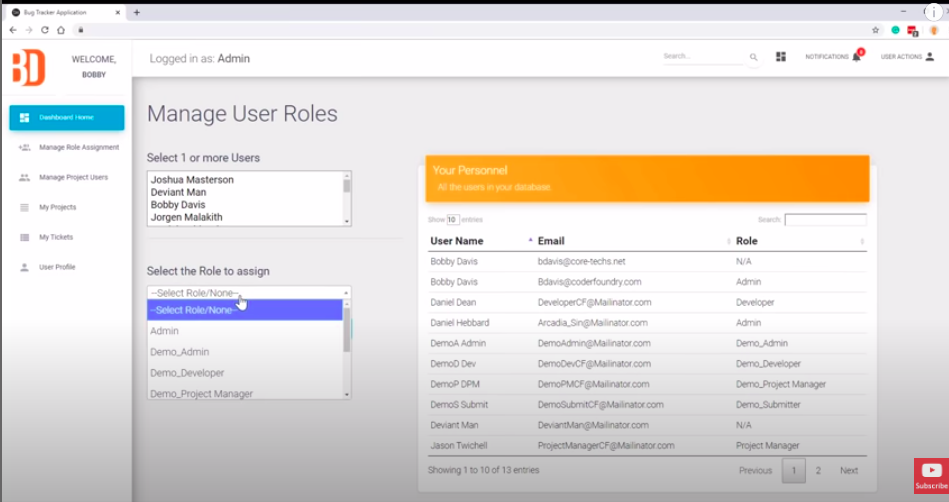 Bug Tracker Application
BD
WELCOME,
BOBBY
Logged in as: Admin
Search...
NOTIFICATIONS
USER ACTIONS
Dashboard Home
Manage Role Assignment
Manage Project Users
My Projects
My Tickets
User Profile
Manage User Roles
Select 1 or more Users
Joshua Masterson
Deviant Man
Bobby Davis
Jorgen Malakith
Select the Role to assign
--Select Role/None--
--Select Role/None--
Admin
Demo_Admin
Demo_Developer
Demo_Project Manager
Your Personnel
All the users in your database
Show 10 entries
Search:
User Name Email Role
Bobby Davis bdavis@core-techs.net N/A
Bobby Davis Bdavis@coderfoundry.com Admin
Daniel Dean DeveloperCF@Mailinator.com Developer
Daniel Hebbard Arcadia_Sin@Mailinator.com Admin
DemoA Admin DemoAdmin@Mailinator.com Demo_Admin
DemoD Dev DemoDevCF@Mailinator.com Demo_Developer
DemoP DPM DemoPMCF@Mailinator.com Demo_Project Manager
DemoS Submit DemoSubmitCF@Mailinator.com Demo_Submitter
Deviant Man DeviantMan@Mailinator.com N/A
Jason Twichell ProjectManagerCF@Mailinator.com Project Manager
Showing 1 to 10 of 13 entries
Previous 1 2 Next
Subscribe